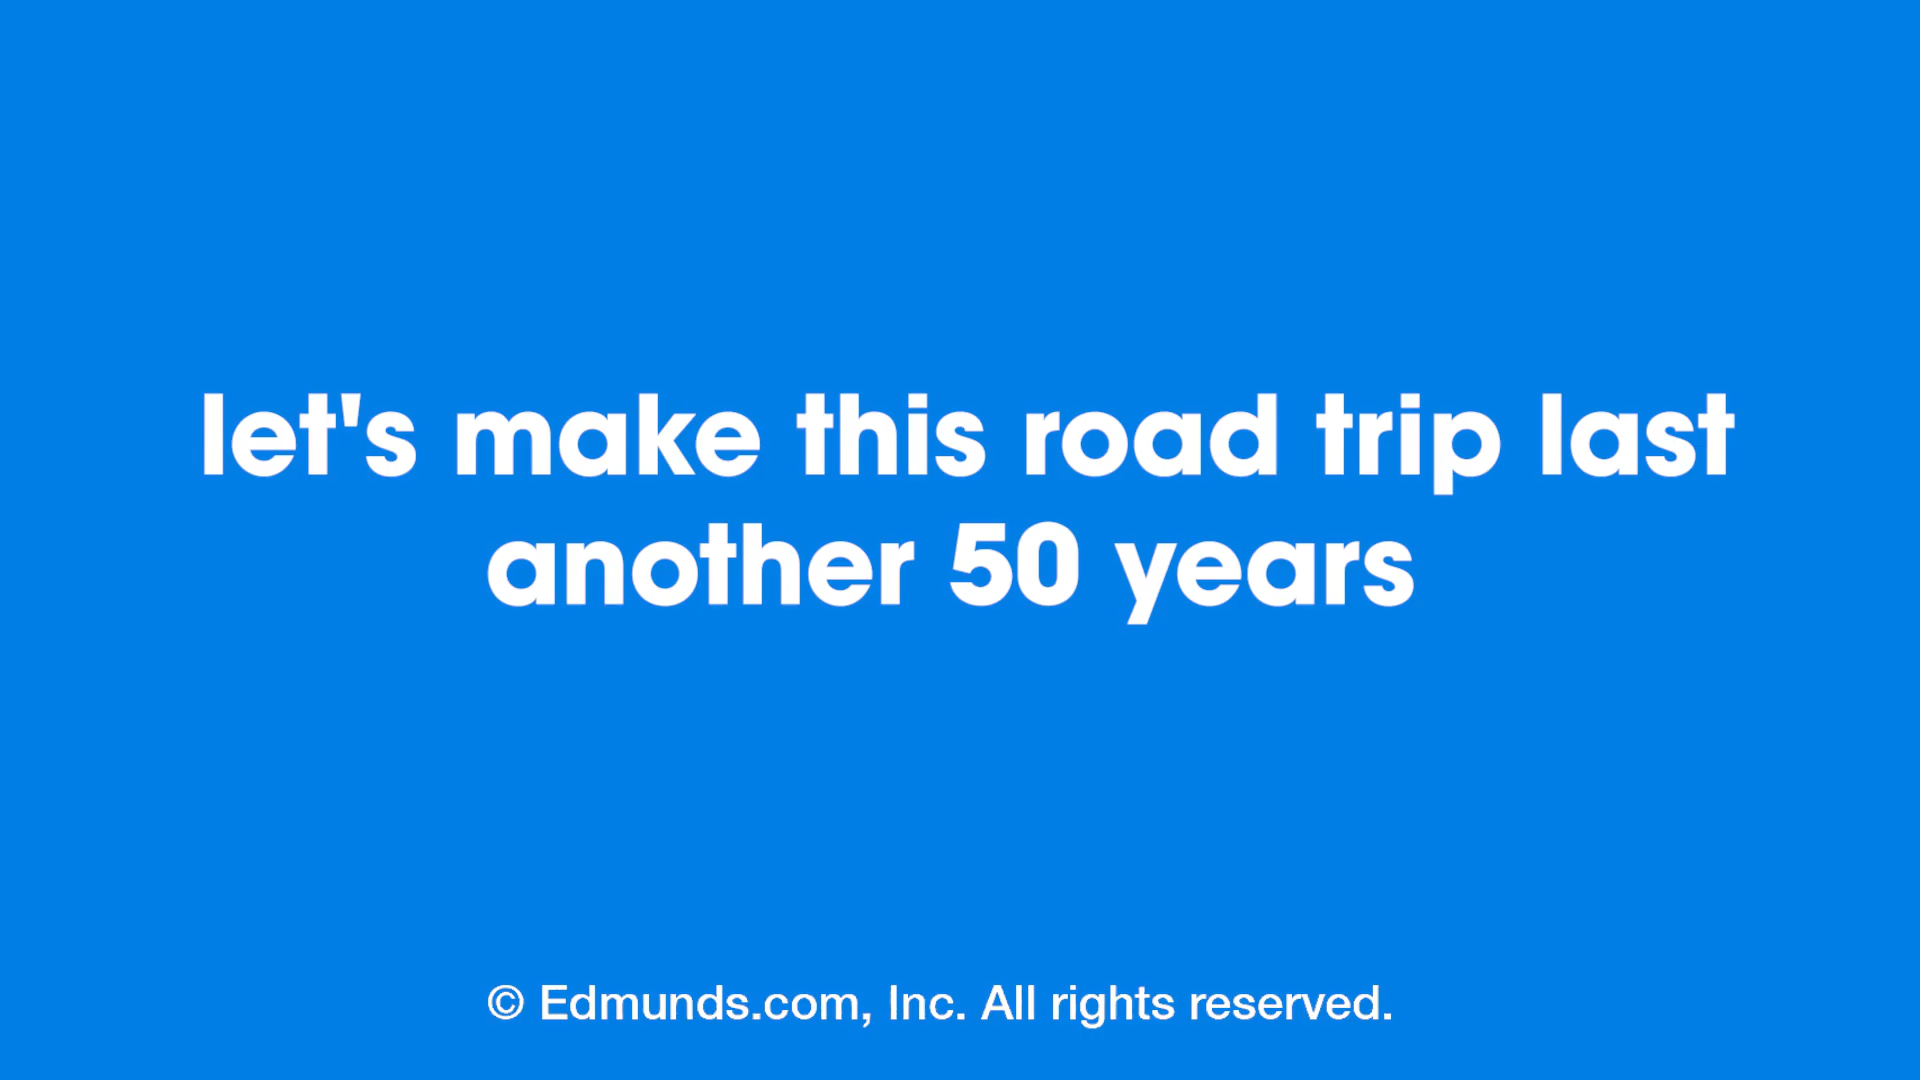 let's make this road trip last
another 50 years
© Edmunds.com, Inc. All rights reserved.